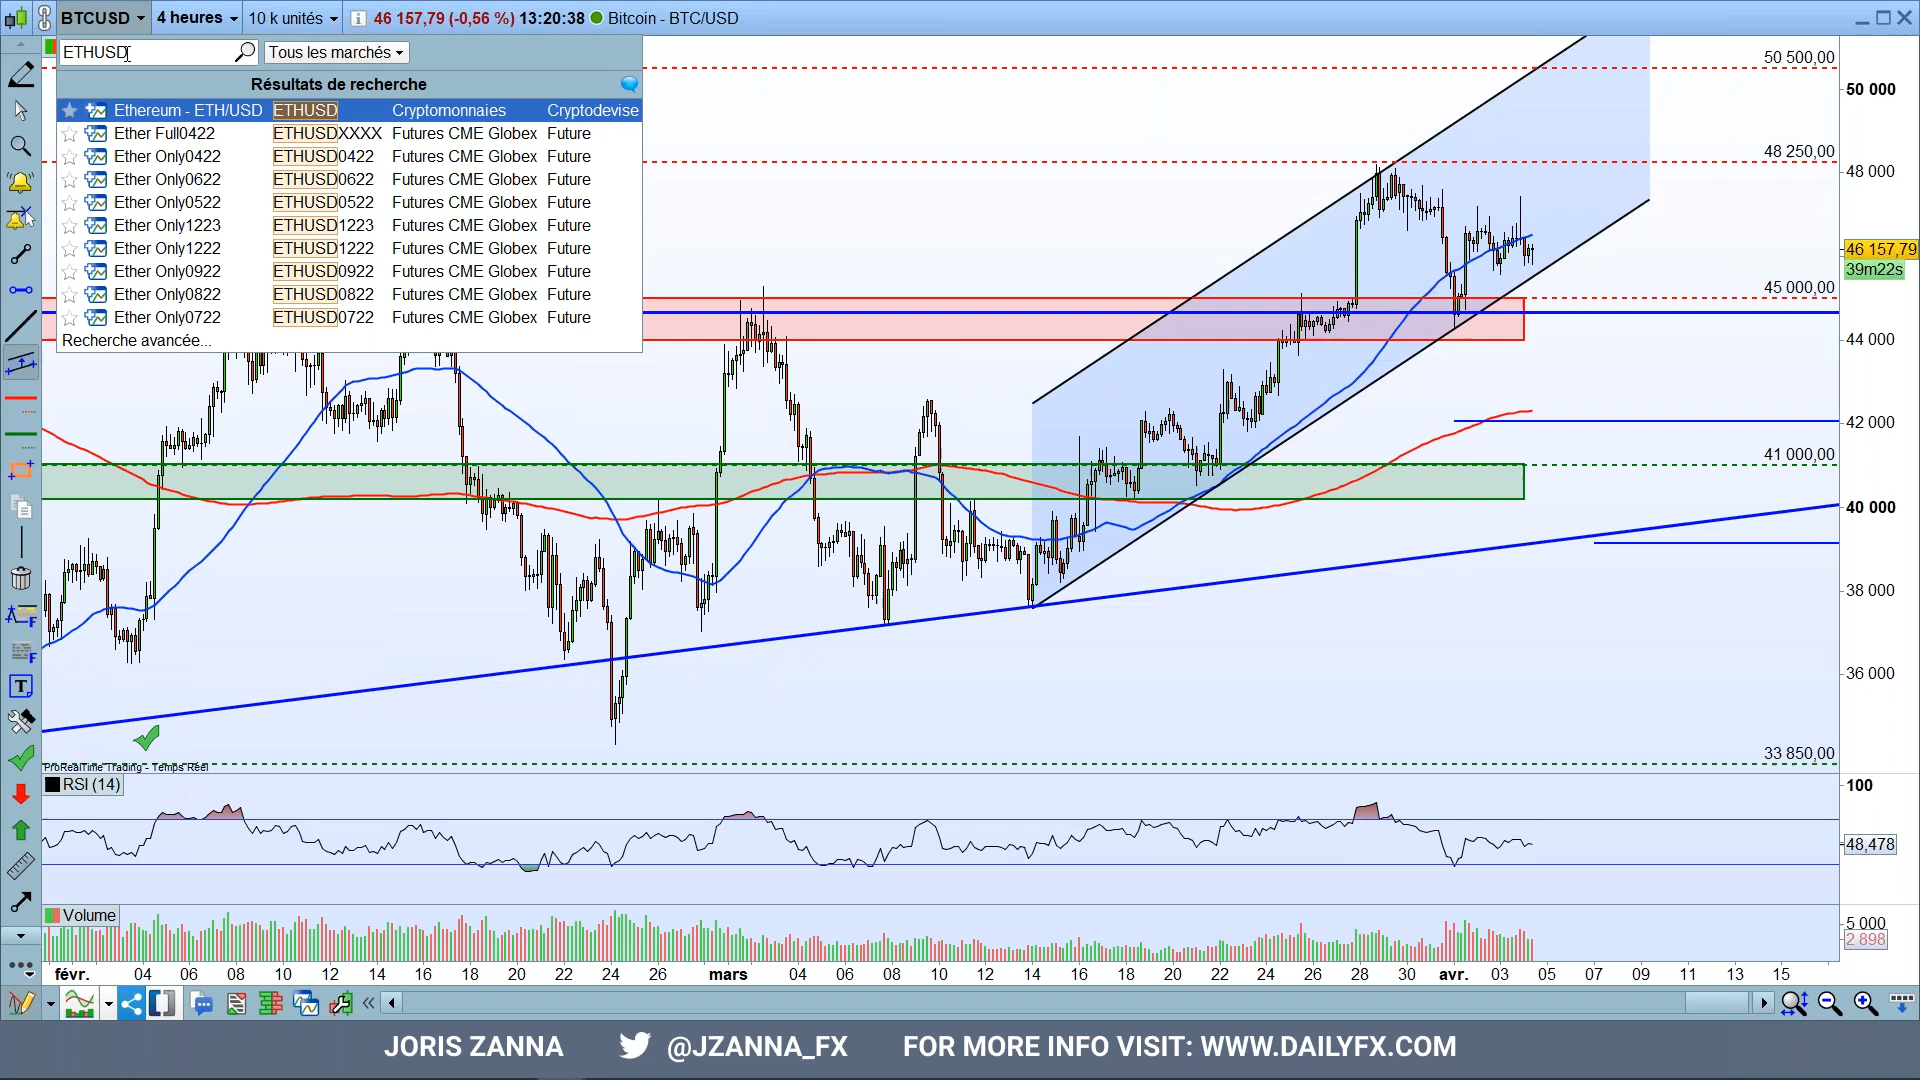 BTCUSD 4 heures 10 k unités 46 157,79 (-0,56 %) 13:20:38 Bitcoin - BTC/USD
ETHUSD Tous les marchés
Résultats de recherche
Ethereum - ETH/USD ETHUSD Cryptomonnaies Cryptodevise
Ether Full0422 ETHUSDXXXX Futures CME Globex Future
Ether Only0422 ETHUSD0422 Futures CME Globex Future
Ether Only0622 ETHUSD0622 Futures CME Globex Future
Ether Only0522 ETHUSD0522 Futures CME Globex Future
Ether Only1223 ETHUSD1223 Futures CME Globex Future
Ether Only1222 ETHUSD1222 Futures CME Globex Future
Ether Only0922 ETHUSD0922 Futures CME Globex Future
Ether Only0822 ETHUSD0822 Futures CME Globex Future
Ether Only0722 ETHUSD0722 Futures CME Globex Future
Recherche avancée...
50 500,00
50 000
48 250,00
48 000
46 157,79
39m22s
45 000,00
44 000
42 000
41 000,00
40 000
38 000
36 000
33 850,00
ProRealTime Trading - Temps Réel
RSI (14)
100
48,478
Volume
5 000
2 898
févr. 04 06 08 10 12 14 16 18 20 22 24 26 mars 04 06 08 10 12 14 16 18 20 22 24 26 28 30 avr. 03 05 07 09 11 13 15
JORIS ZANNA @JZANNA_FX FOR MORE INFO VISIT: WWW.DAILYFX.COM